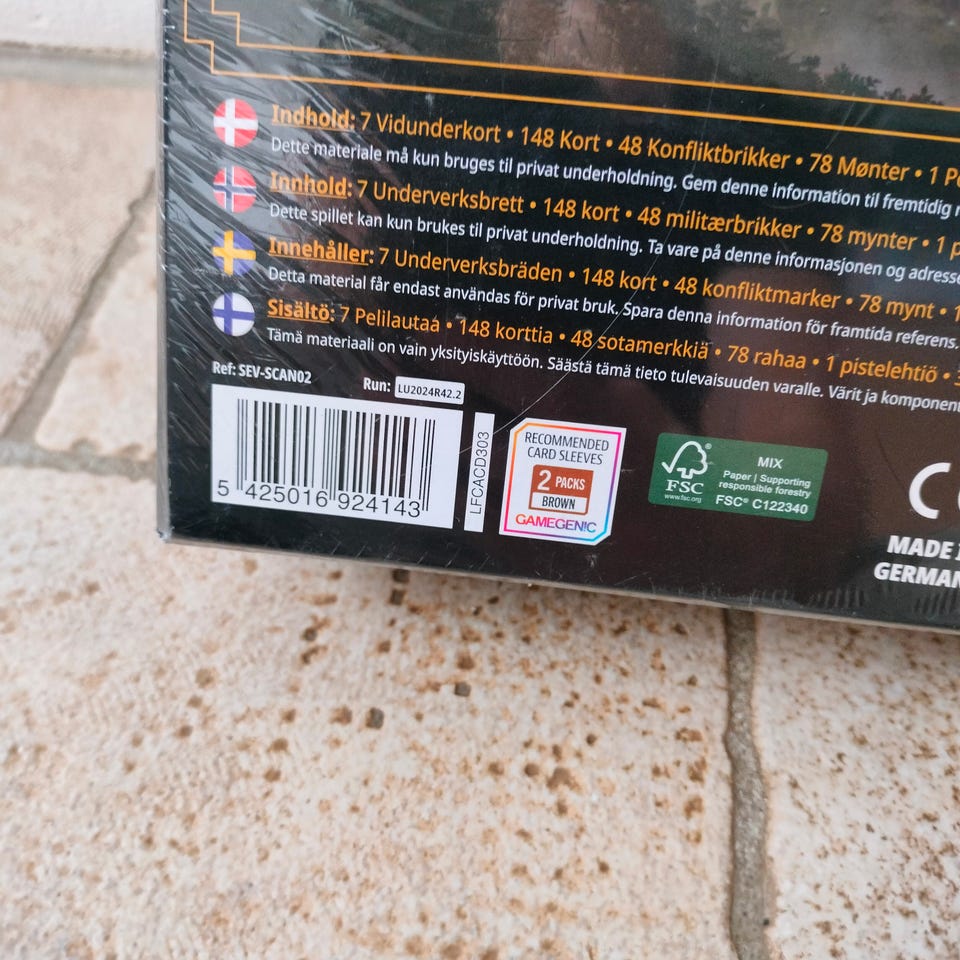 Indhold: 7 Vidunderkort • 148 Kort • 48 Konfliktbrikker • 78 Mønter • 1
Dette materiale må kun bruges til privat underholdning. Gem denne information til fremtidig
Innhold: 7 Underverksbrett • 148 kort • 48 militærbrikker • 78 mynter • 1
Dette spillet kan kun brukes til privat underholdning. Ta vare på denne informasjonen og adresse
Innehåller: 7 Underverksbräden • 148 kort • 48 konfliktmarker • 78 mynt •
Detta material får endast användas för privat bruk. Spara denna information för framtida referens.
Sisältö: 7 Pelilautaa • 148 korttia • 48 sotamerkkiä • 78 rahaa • 1 pistelehtiö •
Tämä materiaali on vain yksityiskäyttöön. Säästä tämä tieto tulevaisuuden varalle. Värit ja komponent
Ref: SEV-SCAN02
Run: LU2024R42.2
5 425016 924143
LFCACD303
RECOMMENDED
CARD SLEEVES
2 PACKS
BROWN
GAMEGEN!C
FSC®
www.fsc.org
MIX
Paper | Supporting
responsible forestry
FSC® C122340
MADE
GERMAN